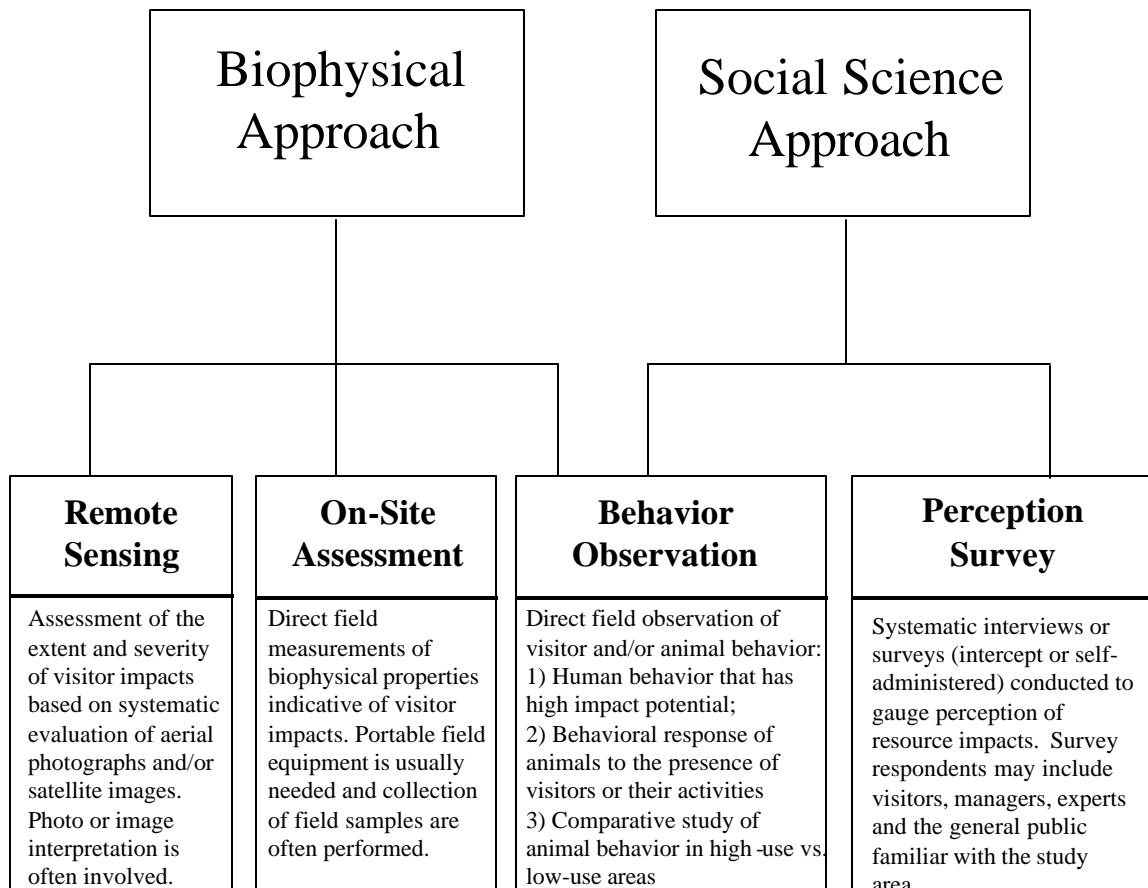 Biophysical
Approach
Social Science
Approach
Remote
Sensing
Assessment of the
extent and severity
of visitor impacts
based on systematic
evaluation of aerial
photographs and/or
satellite images.
Photo or image
interpretation is
often involved.
On-Site
Assessment
Direct field
measurements of
biophysical properties
indicative of visitor
impacts. Portable field
equipment is usually
needed and collection
of field samples are
often performed.
Behavior
Observation
Direct field observation of
visitor and/or animal behavior:
1) Human behavior that has
high impact potential;
2) Behavioral response of
animals to the presence of
visitors or their activities
3) Comparative study of
animal behavior in high -use vs.
low-use areas
Perception
Survey
Systematic interviews or
surveys (intercept or self-
administered) conducted to
gauge perception of
resource impacts.  Survey
respondents may include
visitors, managers, experts
and the general public
familiar with the study
area